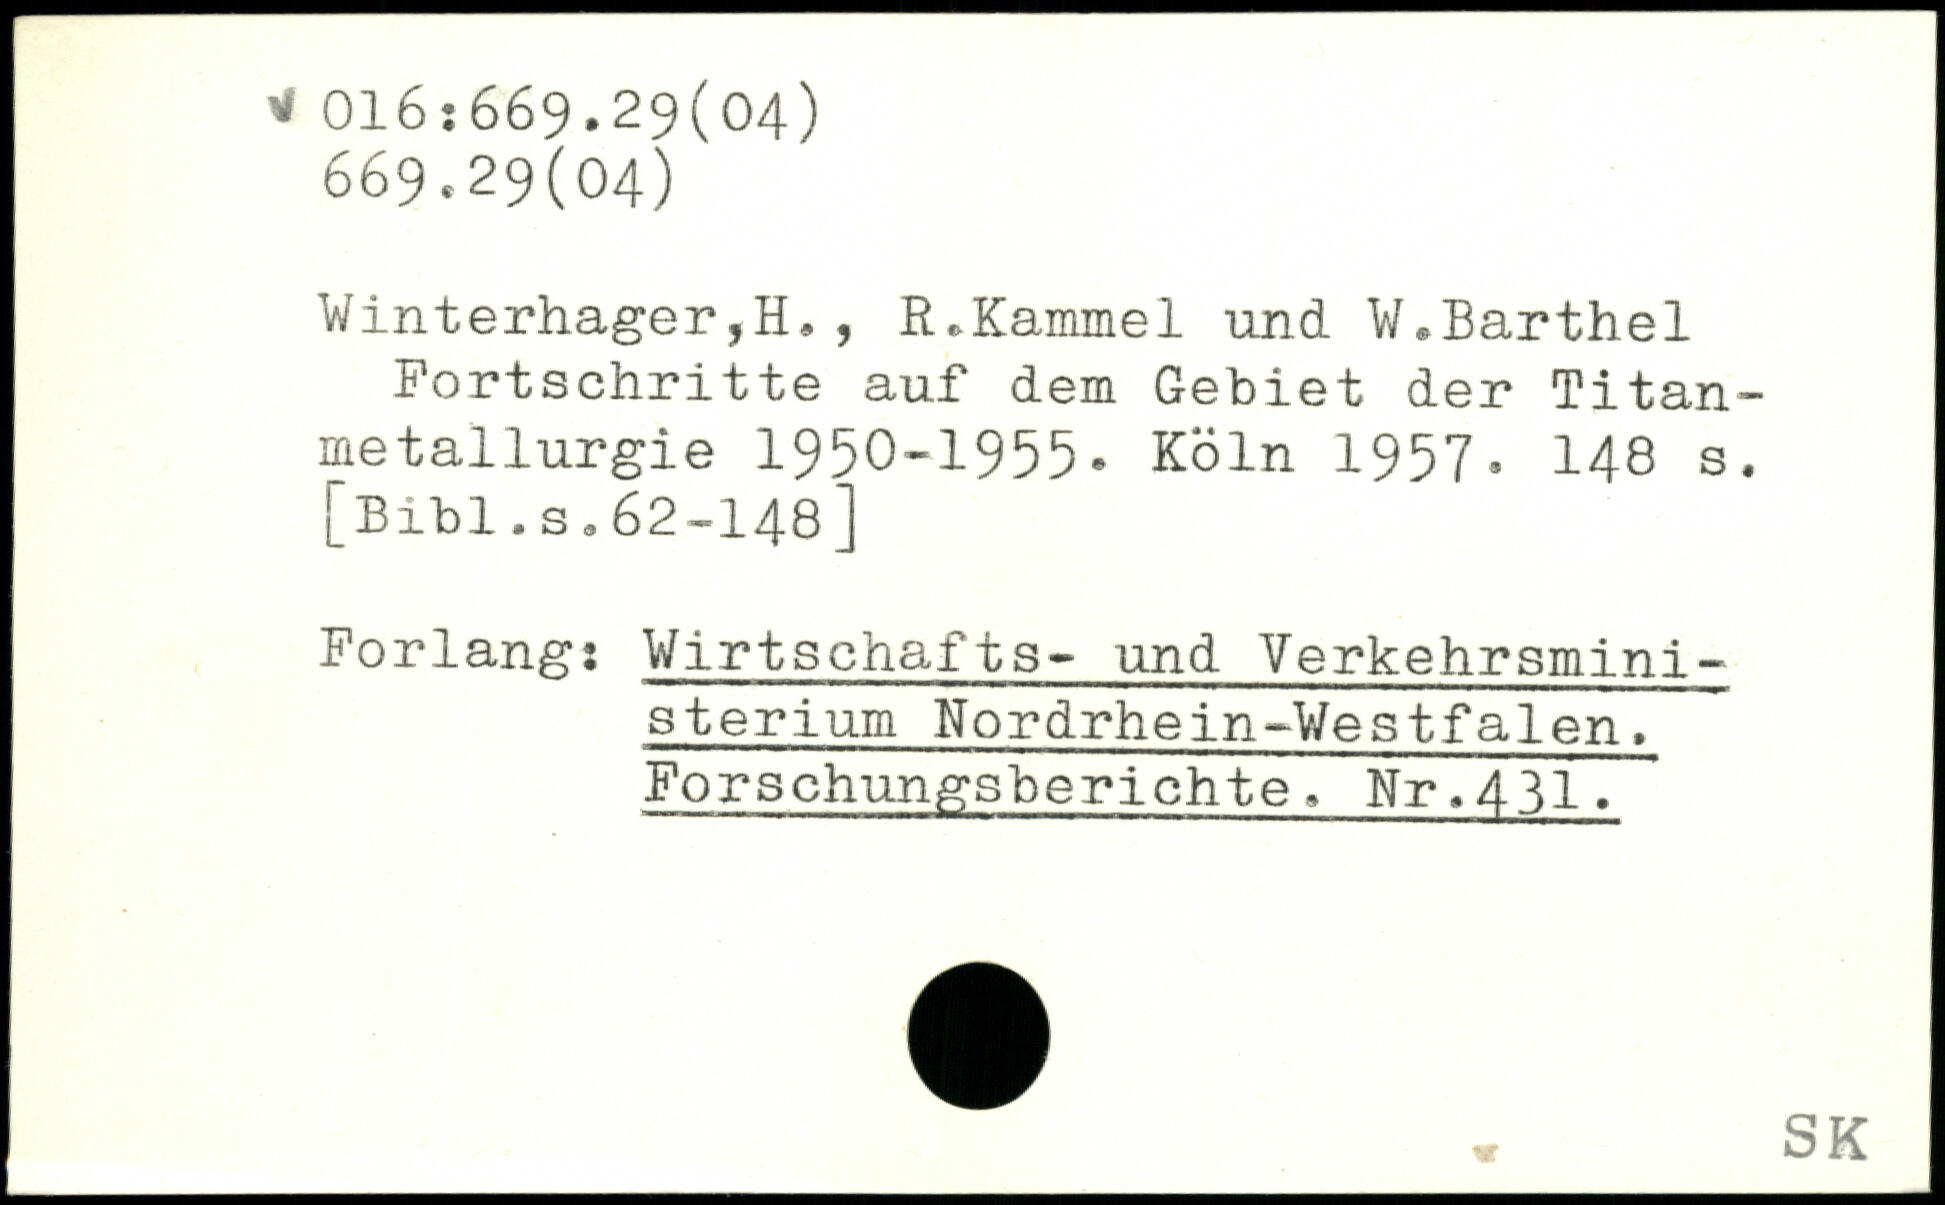 v 016:669.29(04)
669.29(04)
Winterhager,H., R.Kammel und W.Barthel
Fortschritte auf dem Gebiet der Titan-
metallurgie 1950-1955. Köln 1957. 148 s.
[Bibl.s.62-148]
Forlang: Wirtschafts- und Verkehrsmini-
sterium Nordrhein-Westfalen.
Forschungsberichte. Nr.431.
SK